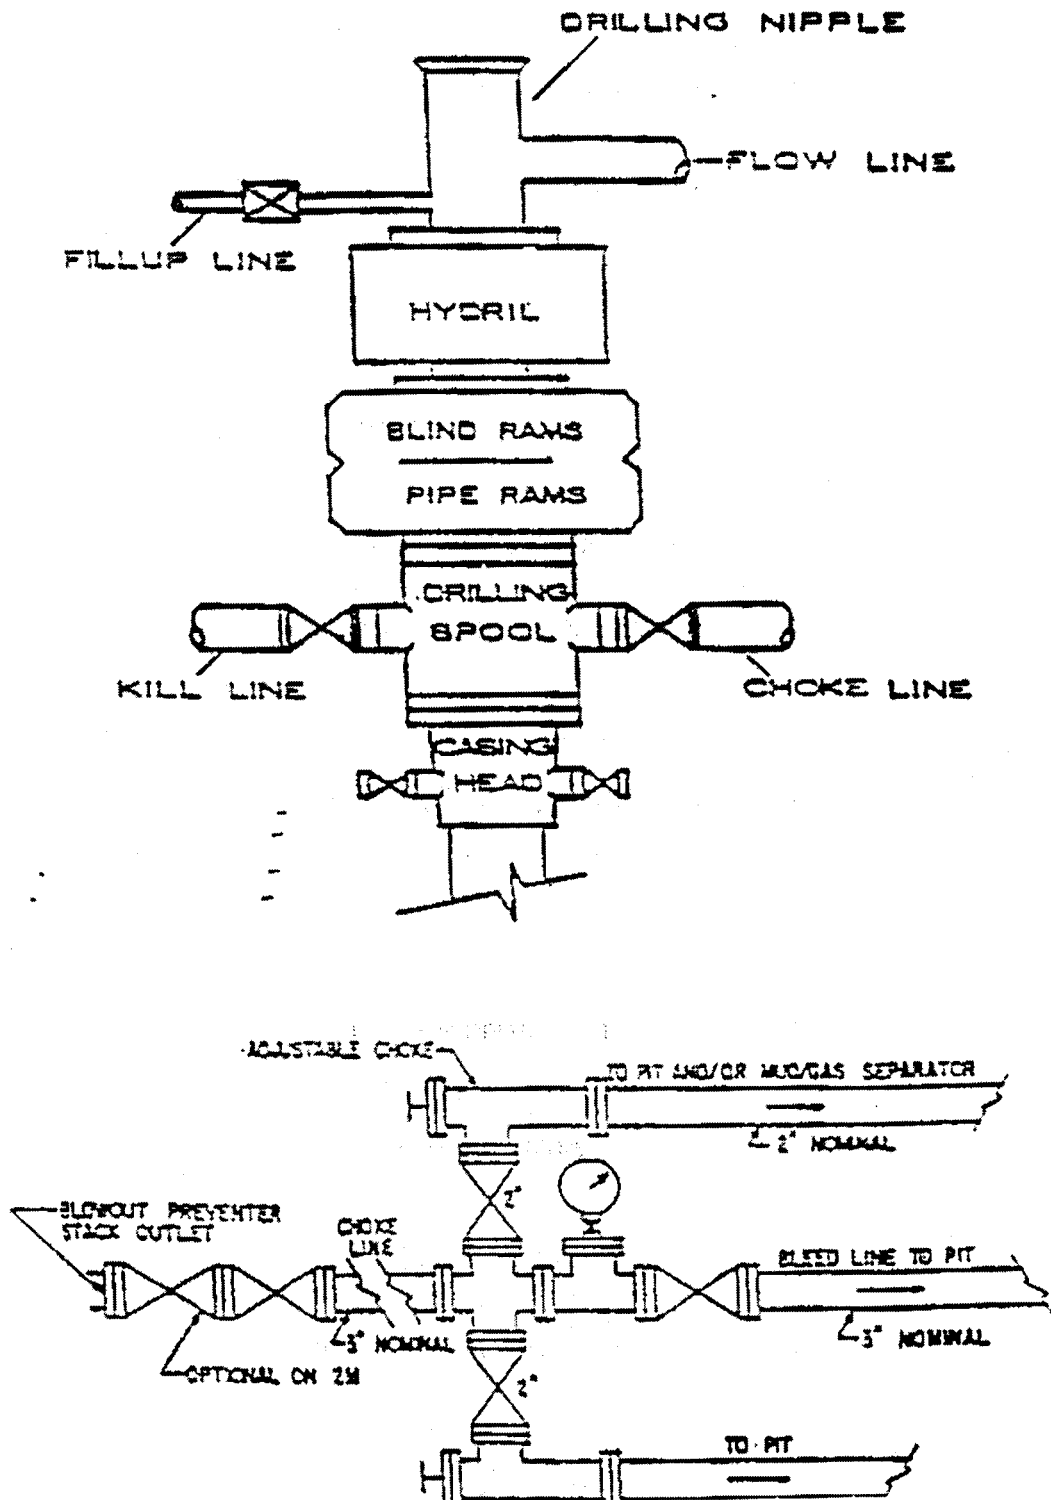 DRILLING NIPPLE
FLOW LINE
FILLUP LINE
HYDRIL
BLIND RAMS
PIPE RAMS
DRILLING
SPOOL
KILL LINE
CHOKE LINE
CASING
HEAD
ADJUSTABLE CHOKE
TO PIT AND/OR MUD/GAS SEPARATOR
2" NOMINAL
2"
BLOWOUT PREVENTER
STACK OUTLET
CHOKE
LINE
BLEED LINE TO PIT
3" NOMINAL
3" NOMINAL
OPTIONAL ON 2M
2"
TO PIT